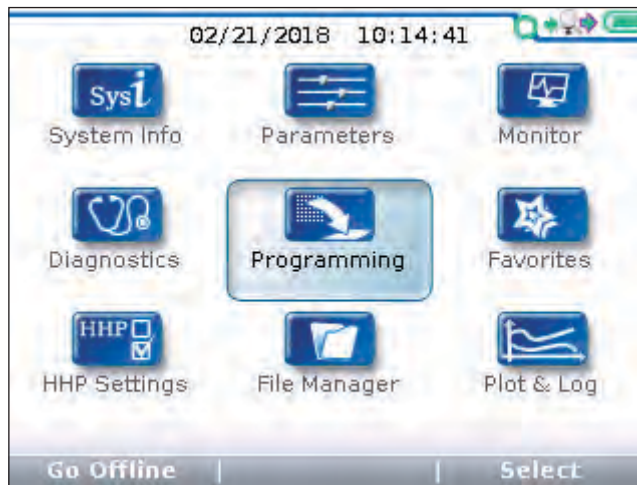 02/21/2018 10:14:41
Sysi
System Info
Parameters
Monitor
Diagnostics
Programming
Favorites
HHP
HHP Settings
File Manager
Plot & Log
Go Offline
Select